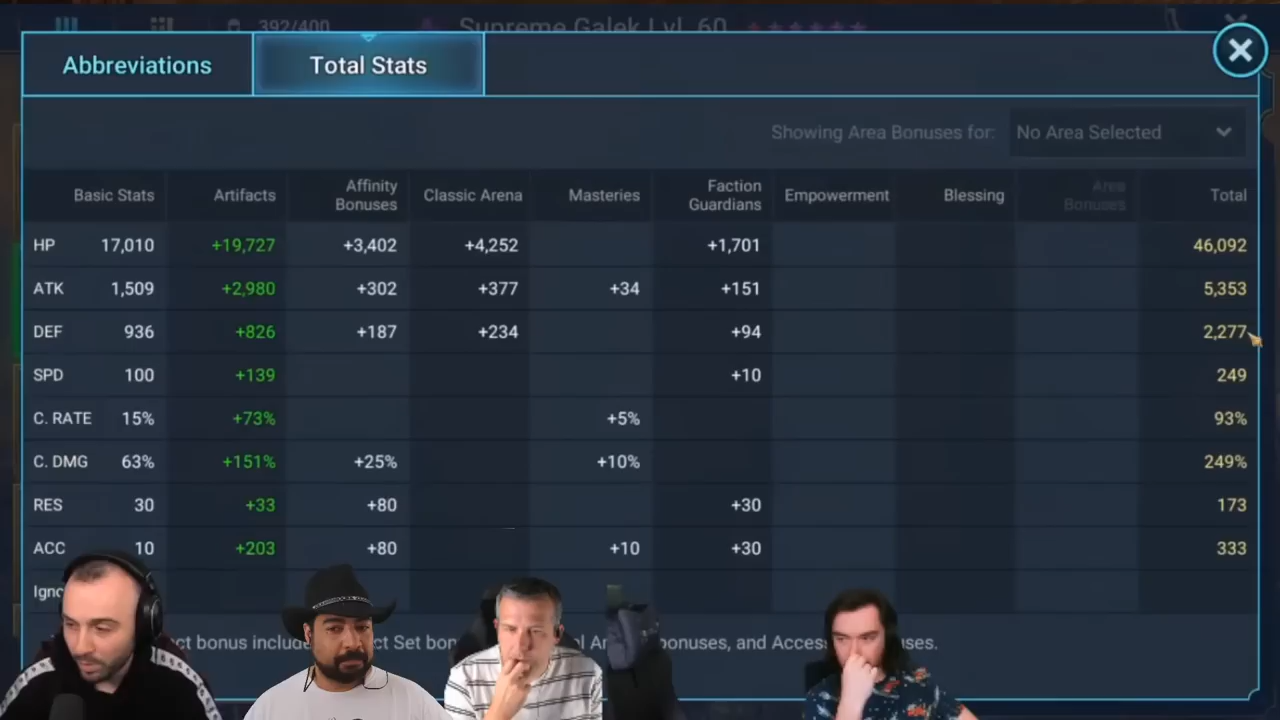 392/400 Supreme Galek Lvl. 60
Abbreviations Total Stats
Showing Area Bonuses for: No Area Selected
Basic Stats Artifacts Affinity Bonuses Classic Arena Masteries Faction Guardians Empowerment Blessing Area Bonuses Total
HP 17,010 +19,727 +3,402 +4,252 +1,701 46,092
ATK 1,509 +2,980 +302 +377 +34 +151 5,353
DEF 936 +826 +187 +234 +94 2,277
SPD 100 +139 +10 249
C. RATE 15% +73% +5% 93%
C. DMG 63% +151% +25% +10% 249%
RES 30 +33 +80 +30 173
ACC 10 +203 +80 +10 +30 333
bonuses, and